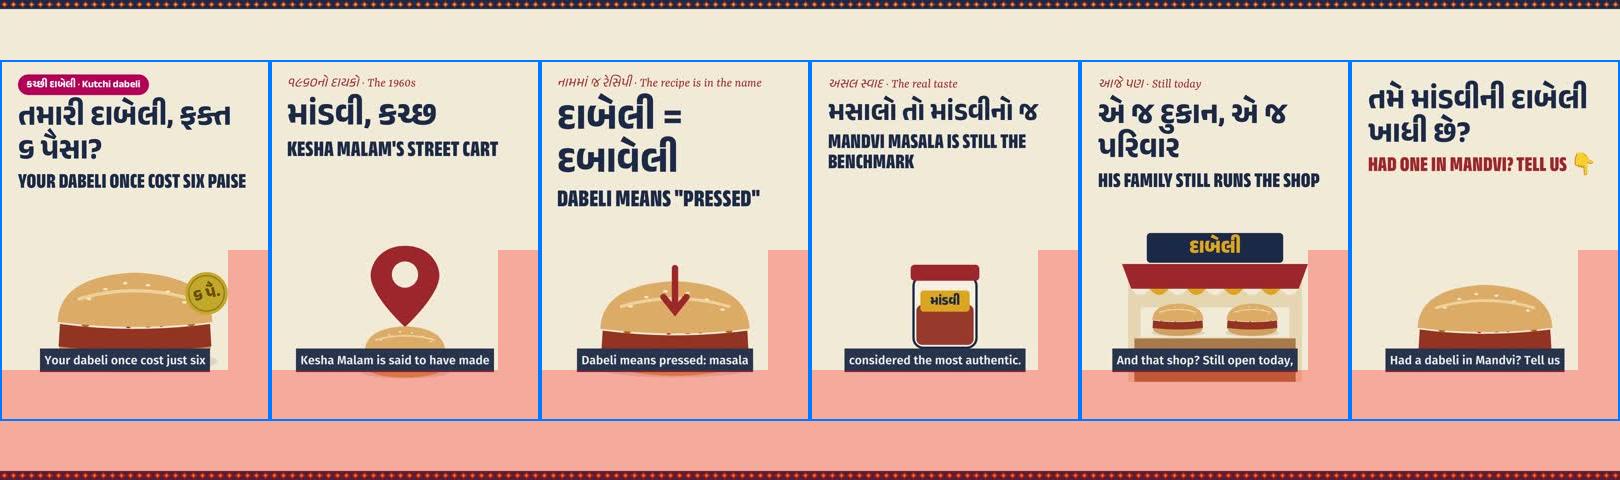 કચ્છી દાબેલી · Kutchi dabeli
તમારી દાબેલી, ફક્ત
૬ પૈસા?
YOUR DABELI ONCE COST SIX PAISE
૬ પૈ.
Your dabeli once cost just six
૧૯૬૦નો દાયકો · The 1960s
માંડવી, કચ્છ
KESHA MALAM'S STREET CART
Kesha Malam is said to have made
નામમાં જ રેસિપી · The recipe is in the name
દાબેલી =
દબાવેલી
DABELI MEANS "PRESSED"
Dabeli means pressed: masala
અસલ સ્વાદ · The real taste
મસાલો તો માંડવીનો જ
MANDVI MASALA IS STILL THE
BENCHMARK
માંડવી
considered the most authentic.
આજે પણ · Still today
એ જ દુકાન, એ જ
પરિવાર
HIS FAMILY STILL RUNS THE SHOP
દાબેલી
And that shop? Still open today,
તમે માંડવીની દાબેલી
ખાધી છે?
HAD ONE IN MANDVI? TELL US 👇
Had a dabeli in Mandvi? Tell us